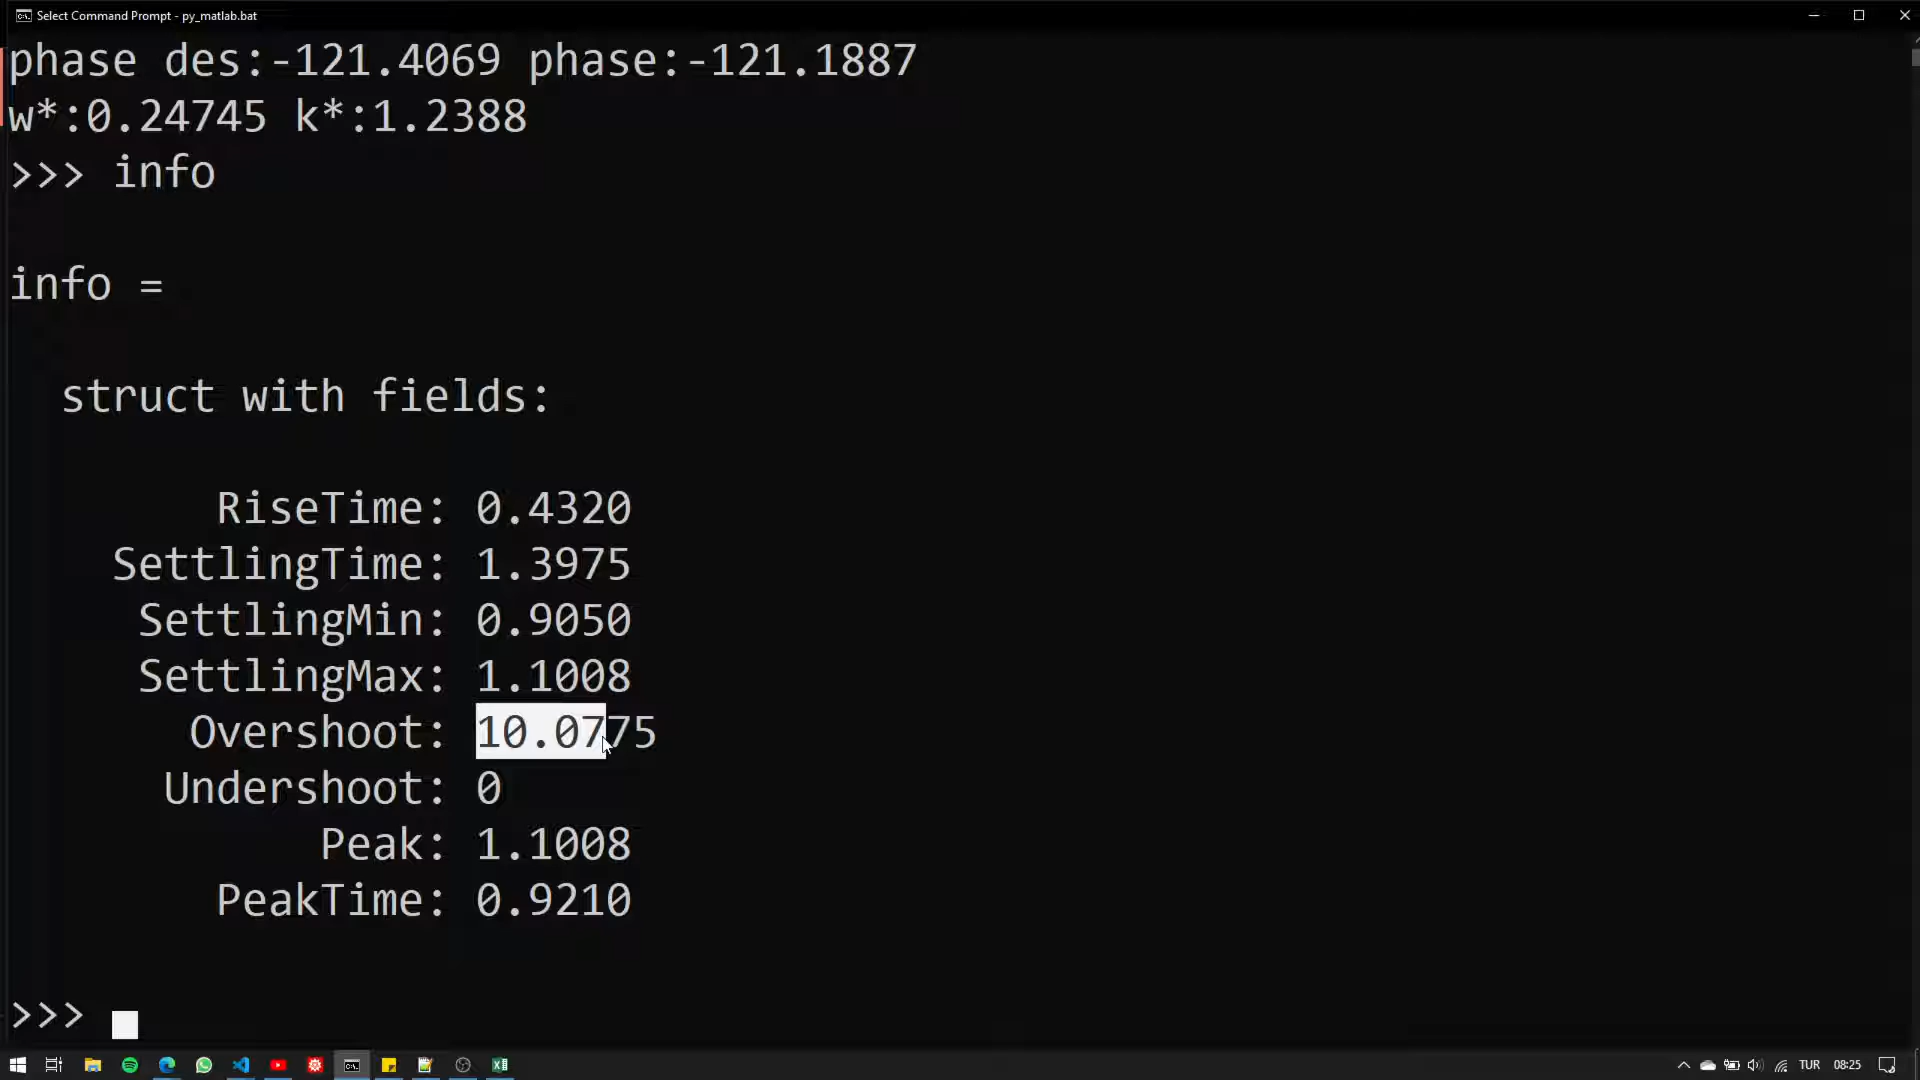 Select Command Prompt - py_matlab.bat
phase des:-121.4069 phase:-121.1887
w*:0.24745 k*:1.2388
>>> info
info =
struct with fields:
RiseTime: 0.4320
SettlingTime: 1.3975
SettlingMin: 0.9050
SettlingMax: 1.1008
Overshoot: 10.0775
Undershoot: 0
Peak: 1.1008
PeakTime: 0.9210
>>>
TUR 08:25